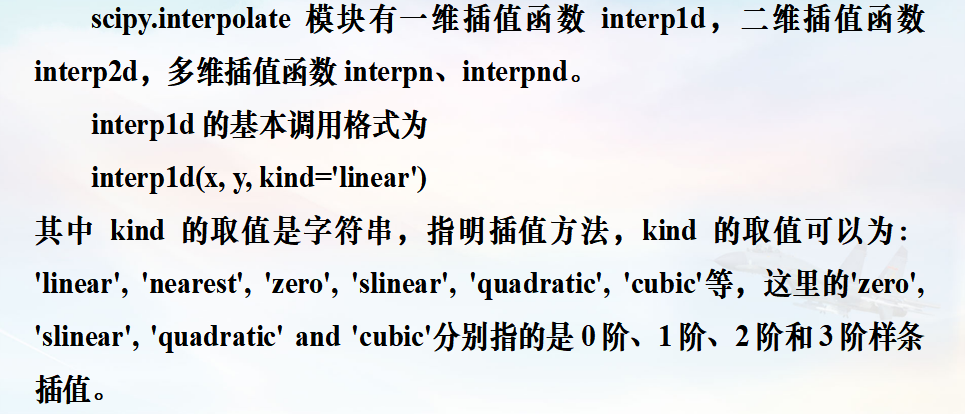 scipy.interpolate 模块有一维插值函数 interp1d，二维插值函数
interp2d，多维插值函数 interpn、interpnd。
interp1d 的基本调用格式为
interp1d(x, y, kind='linear')
其中 kind 的取值是字符串，指明插值方法，kind 的取值可以为：
'linear', 'nearest', 'zero', 'slinear', 'quadratic', 'cubic'等，这里的'zero',
'slinear', 'quadratic' and 'cubic'分别指的是 0 阶、1 阶、2 阶和 3 阶样条
插值。